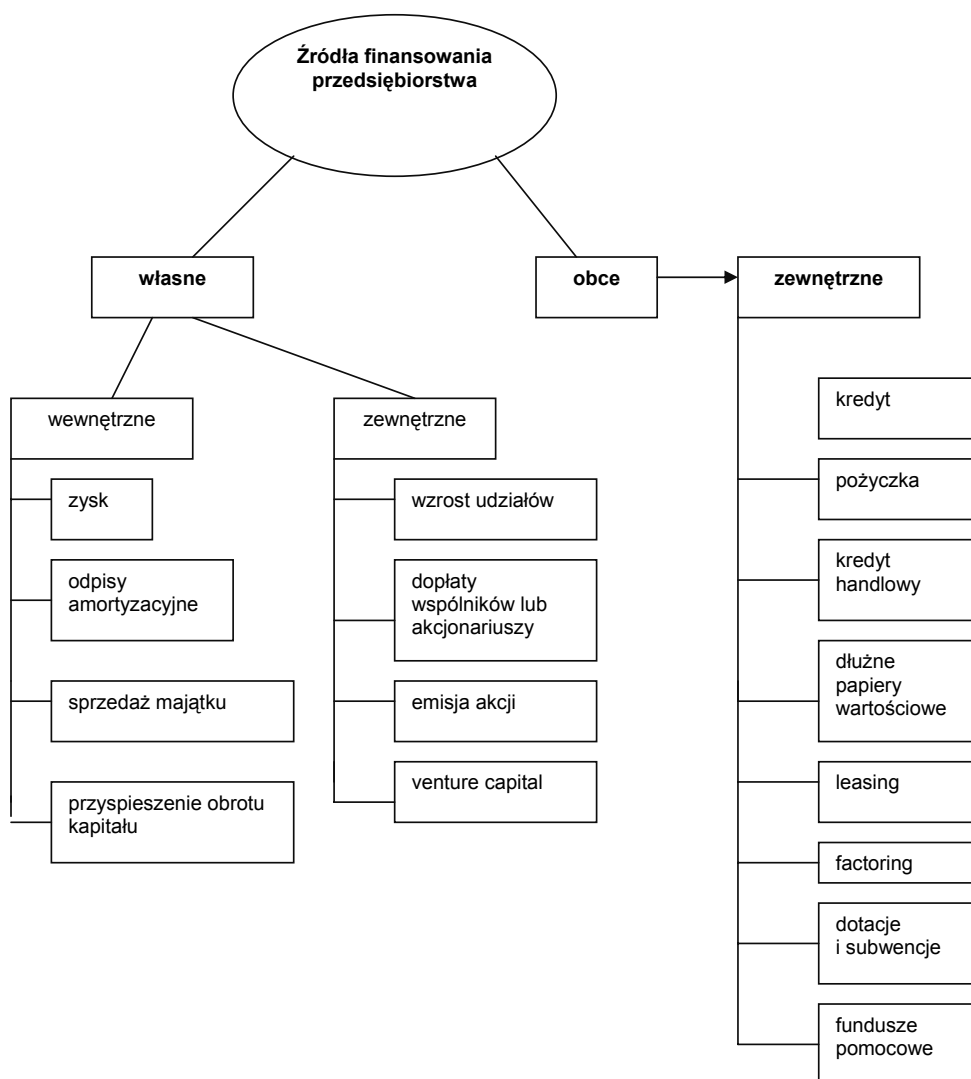 Źródła finansowania
przedsiębiorstwa
własne
obce
zewnętrzne
wewnętrzne
zysk
odpisy
amortyzacyjne
sprzedaż majątku
przyspieszenie obrotu
kapitału
zewnętrzne
wzrost udziałów
dopłaty
wspólników lub
akcjonariuszy
emisja akcji
venture capital
kredyt
pożyczka
kredyt
handlowy
dłużne
papiery
wartościowe
leasing
factoring
dotacje
i subwencje
fundusze
pomocowe